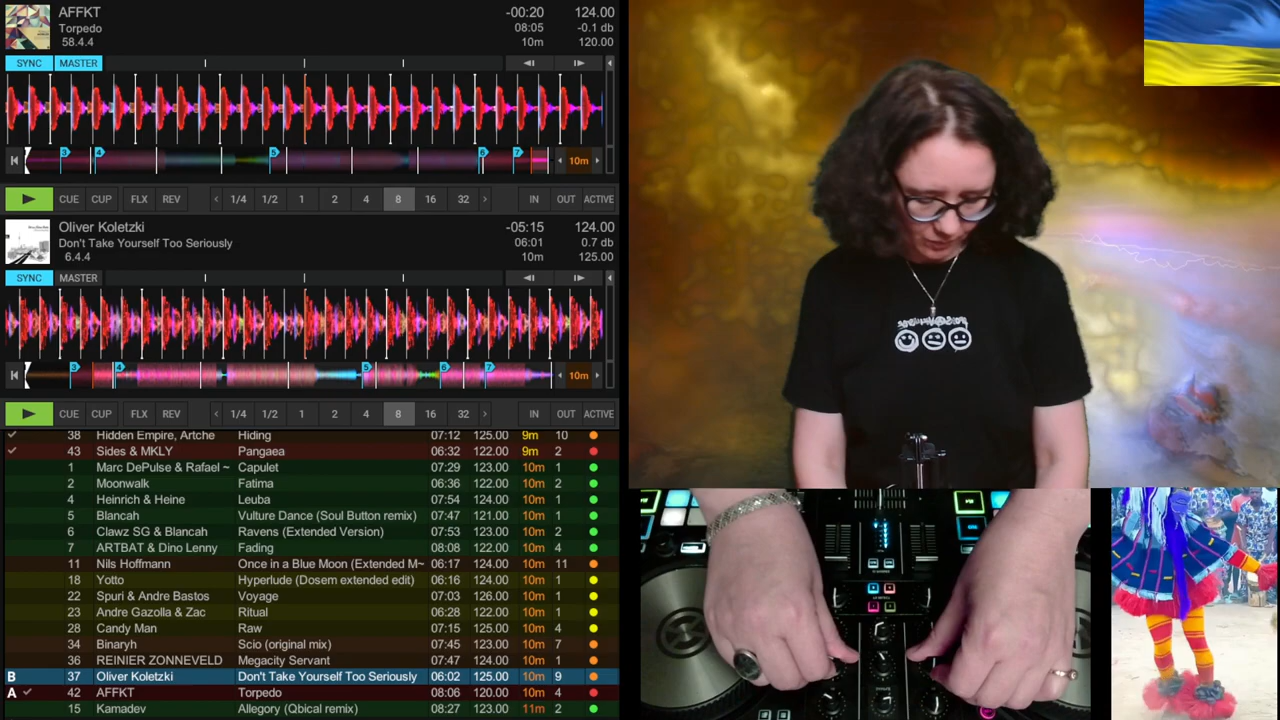 AFFKT -00:20 124.00
Torpedo 08:05 -0.1 db
58.4.4 10m 120.00
SYNC MASTER
3 4 5 6 7 10m
CUE CUP FLX REV 1/4 1/2 1 2 4 8 16 32 IN OUT ACTIVE
Oliver Koletzki -05:15 124.00
Don't Take Yourself Too Seriously 06:01 0.7 db
6.4.4 10m 125.00
SYNC MASTER
3 4 5 6 7 10m
CUE CUP FLX REV 1/4 1/2 1 2 4 8 16 32 IN OUT ACTIVE
38 Hidden Empire, Artche Hiding 07:12 125.00 9m 10
43 Sides & MKLY Pangaea 06:32 122.00 9m 2
1 Marc DePulse & Rafael ~ Capulet 07:29 123.00 10m 1
2 Moonwalk Fatima 06:36 122.00 10m 2
4 Heinrich & Heine Leuba 07:54 124.00 10m 1
5 Blancah Vulture Dance (Soul Button remix) 07:47 121.00 10m 1
6 Clawz SG & Blancah Ravens (Extended Version) 07:53 123.00 10m 2
7 ARTBAT & Dino Lenny Fading 08:08 122.00 10m 4
11 Nils Hoffmann Once in a Blue Moon (Extended M~ 06:17 124.00 10m 11
18 Yotto Hyperlude (Dosem extended edit) 06:16 124.00 10m 1
22 Spuri & Andre Bastos Voyage 07:03 126.00 10m 1
23 Andre Gazolla & Zac Ritual 06:28 122.00 10m 1
28 Candy Man Raw 07:15 125.00 10m 4
34 Binaryh Scio (original mix) 07:45 123.00 10m 7
36 REINIER ZONNEVELD Megacity Servant 07:47 124.00 10m 1
B 37 Oliver Koletzki Don't Take Yourself Too Seriously 06:02 125.00 10m 9
A 42 AFFKT Torpedo 08:06 120.00 10m 4
15 Kamadev Allegory (Qbical remix) 08:27 123.00 11m 2